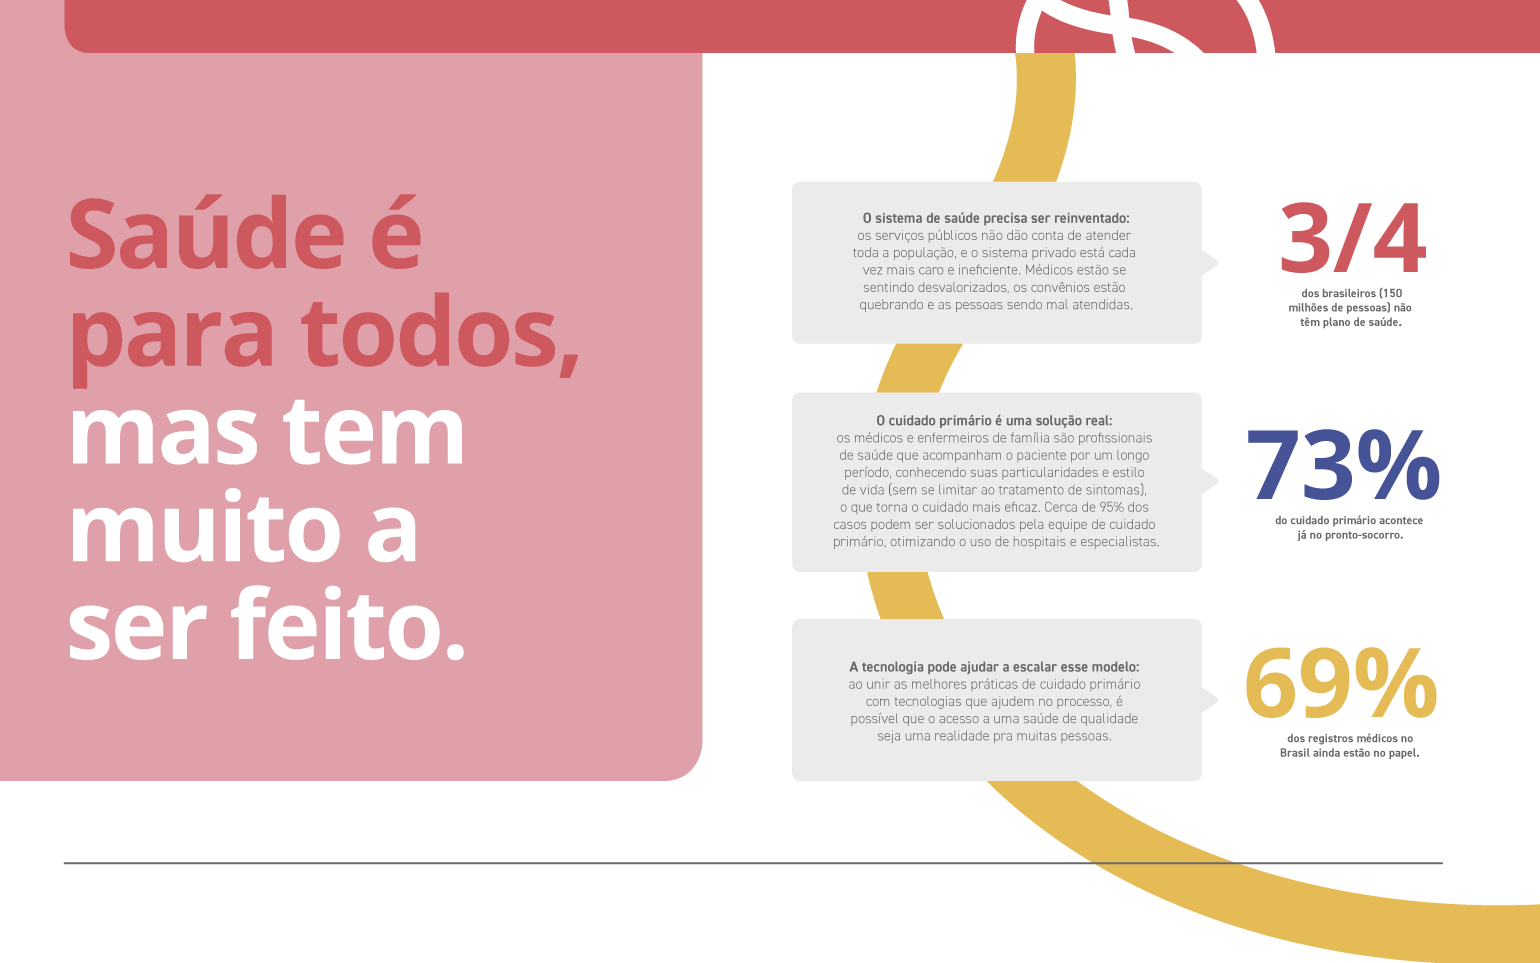 Saúde é
para todos,
mas tem
muito a
ser feito.
O sistema de saúde precisa ser reinventado:
os serviços públicos não dão conta de atender
toda a população, e o sistema privado está cada
vez mais caro e ineficiente. Médicos estão se
sentindo desvalorizados, os convênios estão
quebrando e as pessoas sendo mal atendidas.
3/4
dos brasileiros (150
milhões de pessoas) não
têm plano de saúde.
O cuidado primário é uma solução real:
os médicos e enfermeiros de família são profissionais
de saúde que acompanham o paciente por um longo
período, conhecendo suas particularidades e estilo
de vida (sem se limitar ao tratamento de sintomas),
o que torna o cuidado mais eficaz. Cerca de 95% dos
casos podem ser solucionados pela equipe de cuidado
primário, otimizando o uso de hospitais e especialistas.
73%
do cuidado primário acontece
já no pronto-socorro.
A tecnologia pode ajudar a escalar esse modelo:
ao unir as melhores práticas de cuidado primário
com tecnologias que ajudem no processo, é
possível que o acesso a uma saúde de qualidade
seja uma realidade pra muitas pessoas.
69%
dos registros médicos no
Brasil ainda estão no papel.